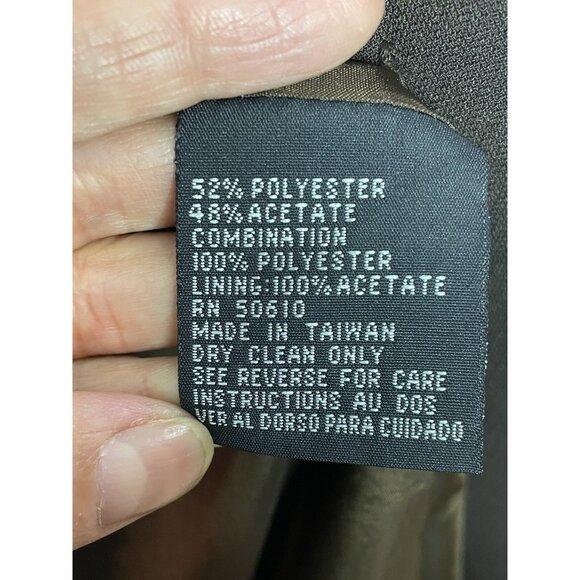 52% POLYESTER
48% ACETATE
COMBINATION
100% POLYESTER
LINING:100% ACETATE
RN 50610
MADE IN TAIWAN
DRY CLEAN ONLY
SEE REVERSE FOR CARE
INSTRUCTIONS AU DOS
VER AL DORSO PARA CUIDADO